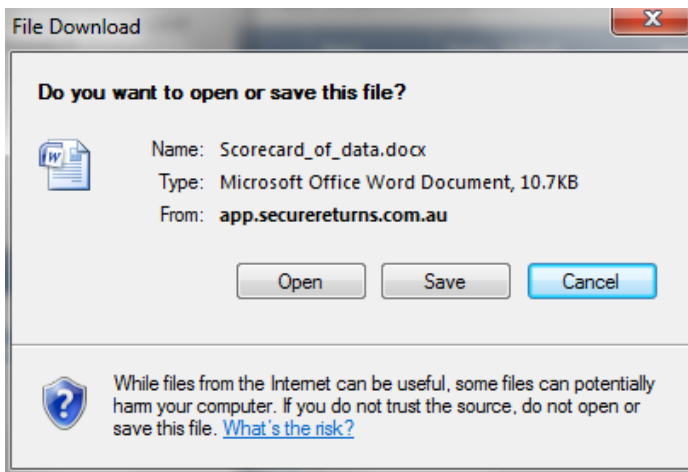 File Download
Do you want to open or save this file?
Name: Scorecard_of_data.docx
Type: Microsoft Office Word Document, 10.7KB
From: app.securereturns.com.au
Open Save Cancel
While files from the Internet can be useful, some files can potentially
harm your computer. If you do not trust the source, do not open or
save this file. What's the risk?